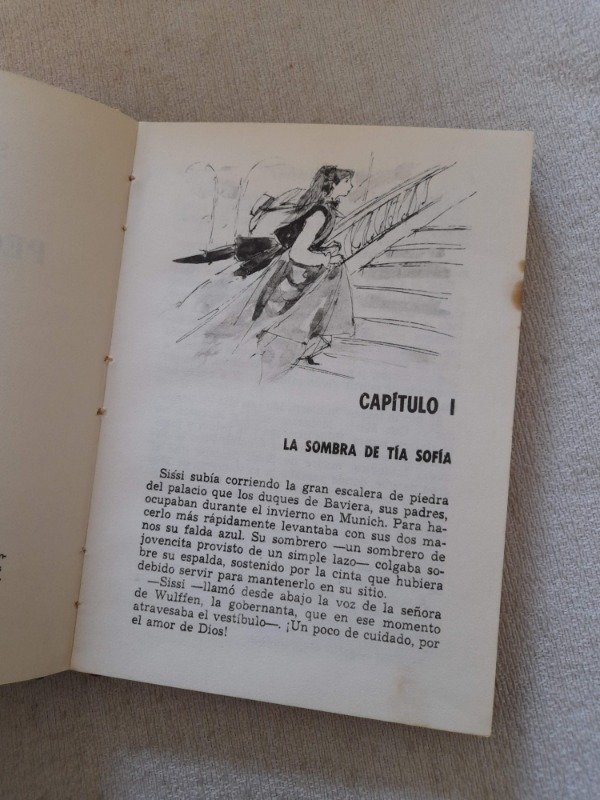 CAPÍTULO I
LA SOMBRA DE TÍA SOFÍA
Sissi subía corriendo la gran escalera de piedra
del palacio que los duques de Baviera, sus padres,
ocupaban durante el invierno en Munich. Para ha-
cerlo más rápidamente levantaba con sus dos ma-
nos su falda azul. Su sombrero —un sombrero de
jovencita provisto de un simple lazo— colgaba so-
bre su espalda, sostenido por la cinta que hubiera
debido servir para mantenerlo en su sitio.
—Sissi —llamó desde abajo la voz de la señora
de Wulffen, la gobernanta, que en ese momento
atravesaba el vestíbulo—. ¡Un poco de cuidado, por
el amor de Dios!